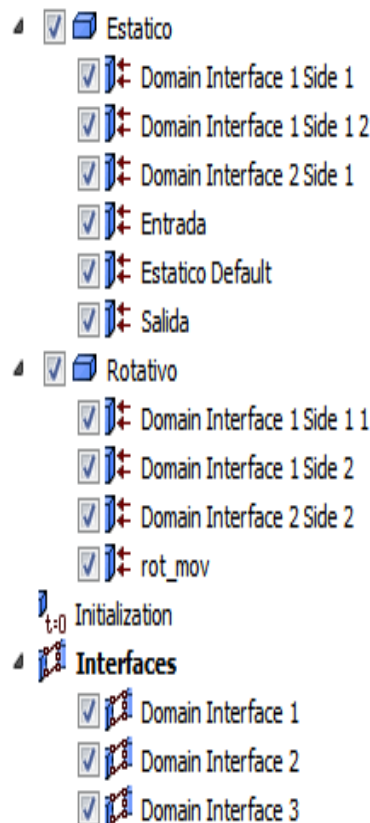 Estatico
Domain Interface 1 Side 1
Domain Interface 1 Side 1 2
Domain Interface 2 Side 1
Entrada
Estatico Default
Salida
Rotativo
Domain Interface 1 Side 1 1
Domain Interface 1 Side 2
Domain Interface 2 Side 2
rot_mov
t=0 Initialization
Interfaces
Domain Interface 1
Domain Interface 2
Domain Interface 3